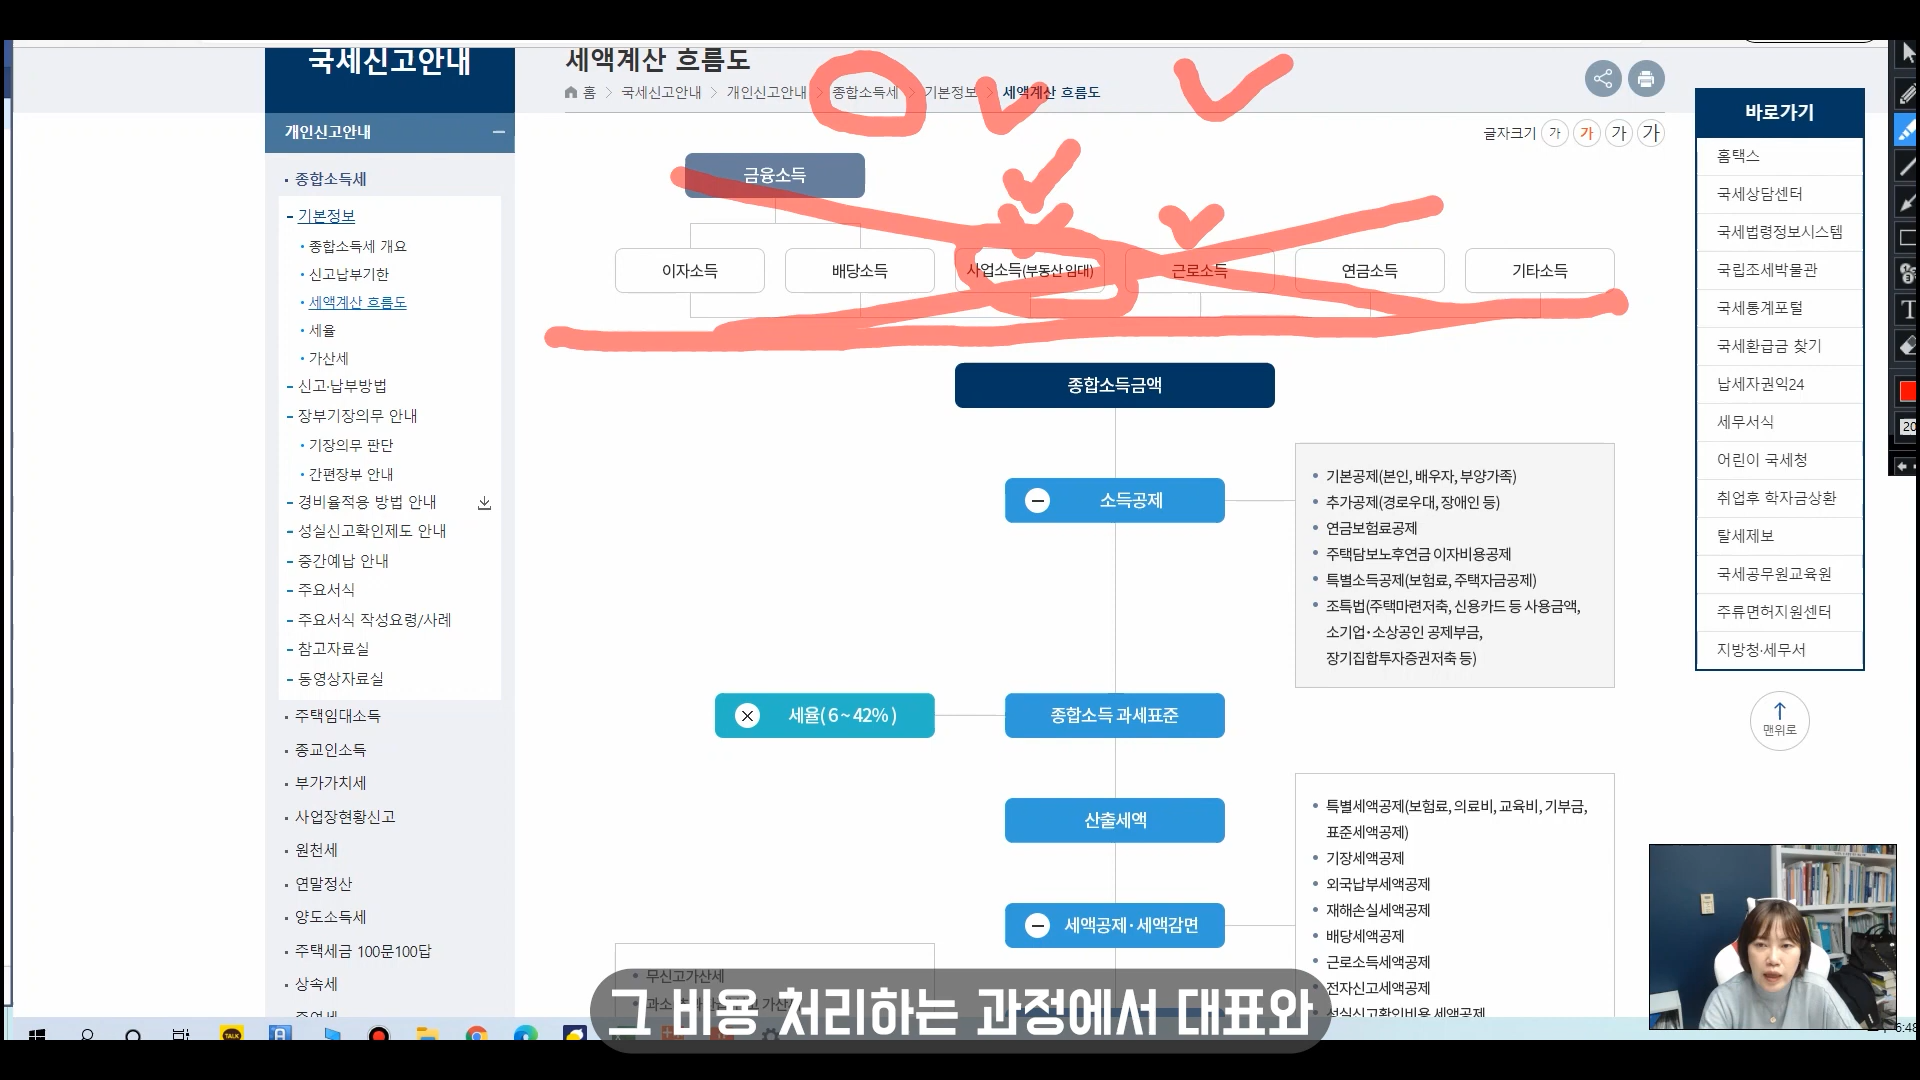 국세신고안내
개인신고안내
종합소득세
기본정보
종합소득세 개요
신고납부기한
세액계산 흐름도
세율
가산세
신고·납부방법
장부기장의무 안내
기장의무 판단
간편장부 안내
경비율적용 방법 안내
성실신고확인제도 안내
중간예납 안내
주요서식
주요서식 작성요령/사례
참고자료실
동영상자료실
주택임대소득
종교인소득
부가가치세
사업장현황신고
원천세
연말정산
양도소득세
주택세금 100문100답
상속세
세액계산 흐름도
홈 > 국세신고안내 > 개인신고안내 > 종합소득세 > 기본정보 > 세액계산 흐름도
글자크기 가 가 가 가
금융소득
이자소득
배당소득
사업소득(부동산 임대)
근로소득
연금소득
기타소득
종합소득금액
소득공제
기본공제(본인, 배우자, 부양가족)
추가공제(경로우대, 장애인 등)
연금보험료공제
주택담보노후연금 이자비용공제
특별소득공제(보험료, 주택자금공제)
조특법(주택마련저축, 신용카드 등 사용금액,
소기업·소상공인 공제부금,
장기집합투자증권저축 등)
세율( 6 ~ 42% )
종합소득 과세표준
산출세액
세액공제·세액감면
특별세액공제(보험료, 의료비, 교육비, 기부금,
표준세액공제)
기장세액공제
외국납부세액공제
재해손실세액공제
배당세액공제
근로소득세액공제
전자신고세액공제
성실신고확인비용 세액공제
무신고가산세
바로가기
홈택스
국세상담센터
국세법령정보시스템
국립조세박물관
국세통계포털
국세환급금 찾기
납세자권익24
세무서식
어린이 국세청
취업후 학자금상환
탈세제보
국세공무원교육원
주류면허지원센터
지방청·세무서
맨위로
T
20
TALK
그 비용 처리하는 과정에서 대표와